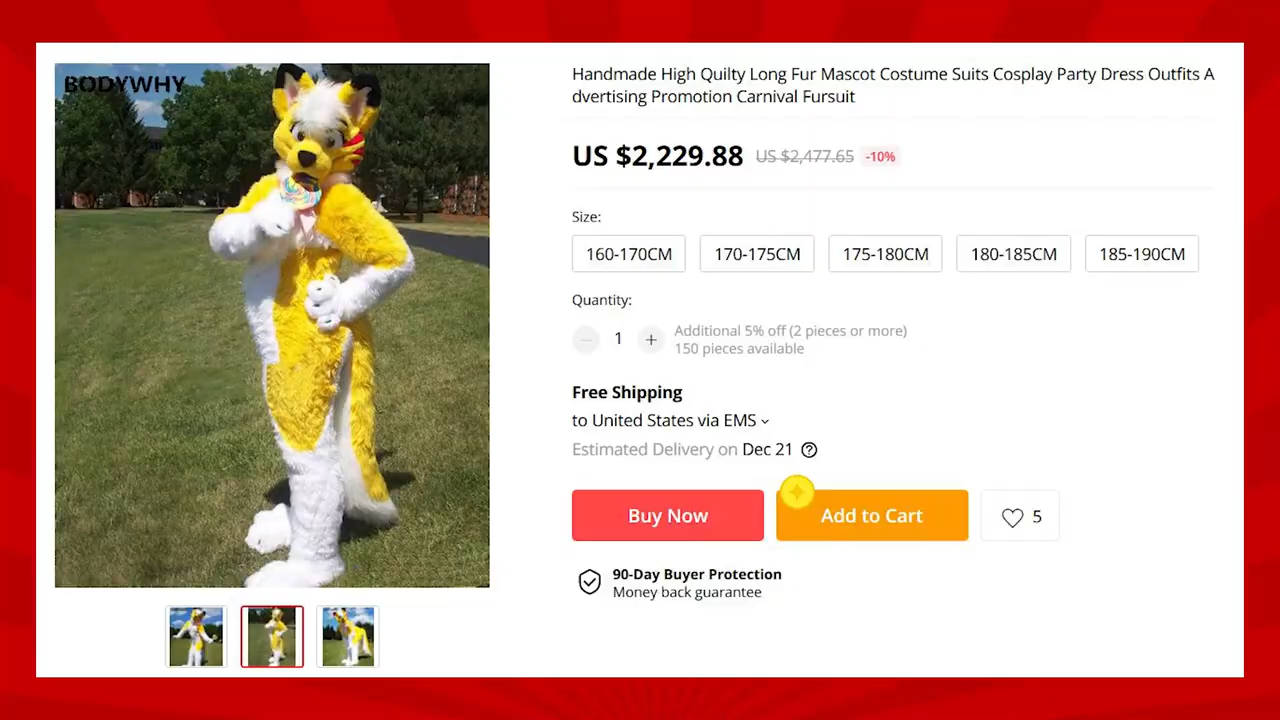 BODYWHY
Handmade High Quilty Long Fur Mascot Costume Suits Cosplay Party Dress Outfits A
dvertising Promotion Carnival Fursuit
US $2,229.88 US $2,477.65 -10%
Size:
160-170CM 170-175CM 175-180CM 180-185CM 185-190CM
Quantity:
1 Additional 5% off (2 pieces or more)
150 pieces available
Free Shipping
to United States via EMS
Estimated Delivery on Dec 21
Buy Now Add to Cart 5
90-Day Buyer Protection
Money back guarantee